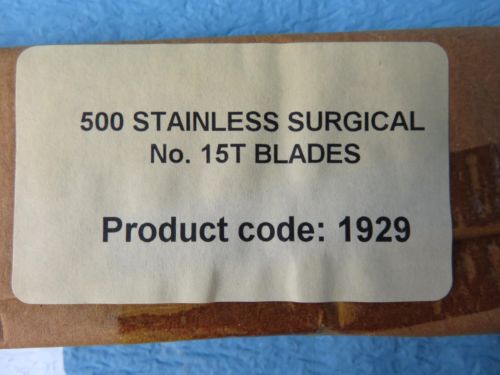 500 STAINLESS SURGICAL
No. 15T BLADES
Product code: 1929